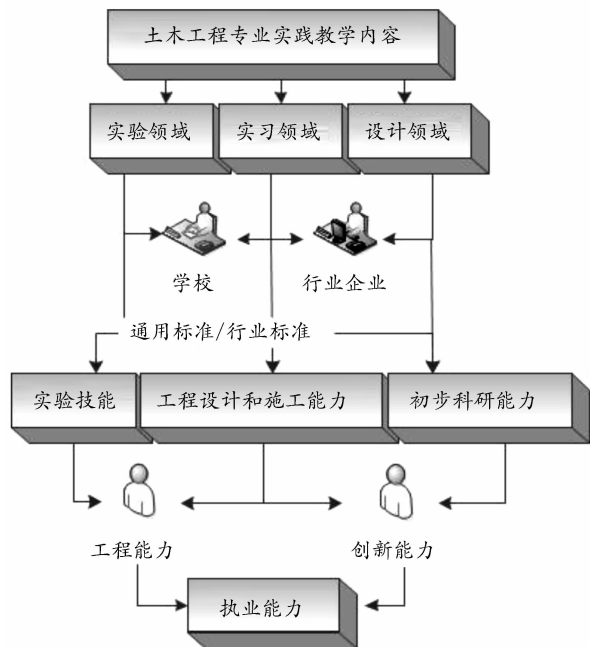 土木工程专业实践教学内容
实验领域
实习领域
设计领域
学校
行业企业
通用标准/行业标准
实验技能
工程设计和施工能力
初步科研能力
工程能力
创新能力
执业能力